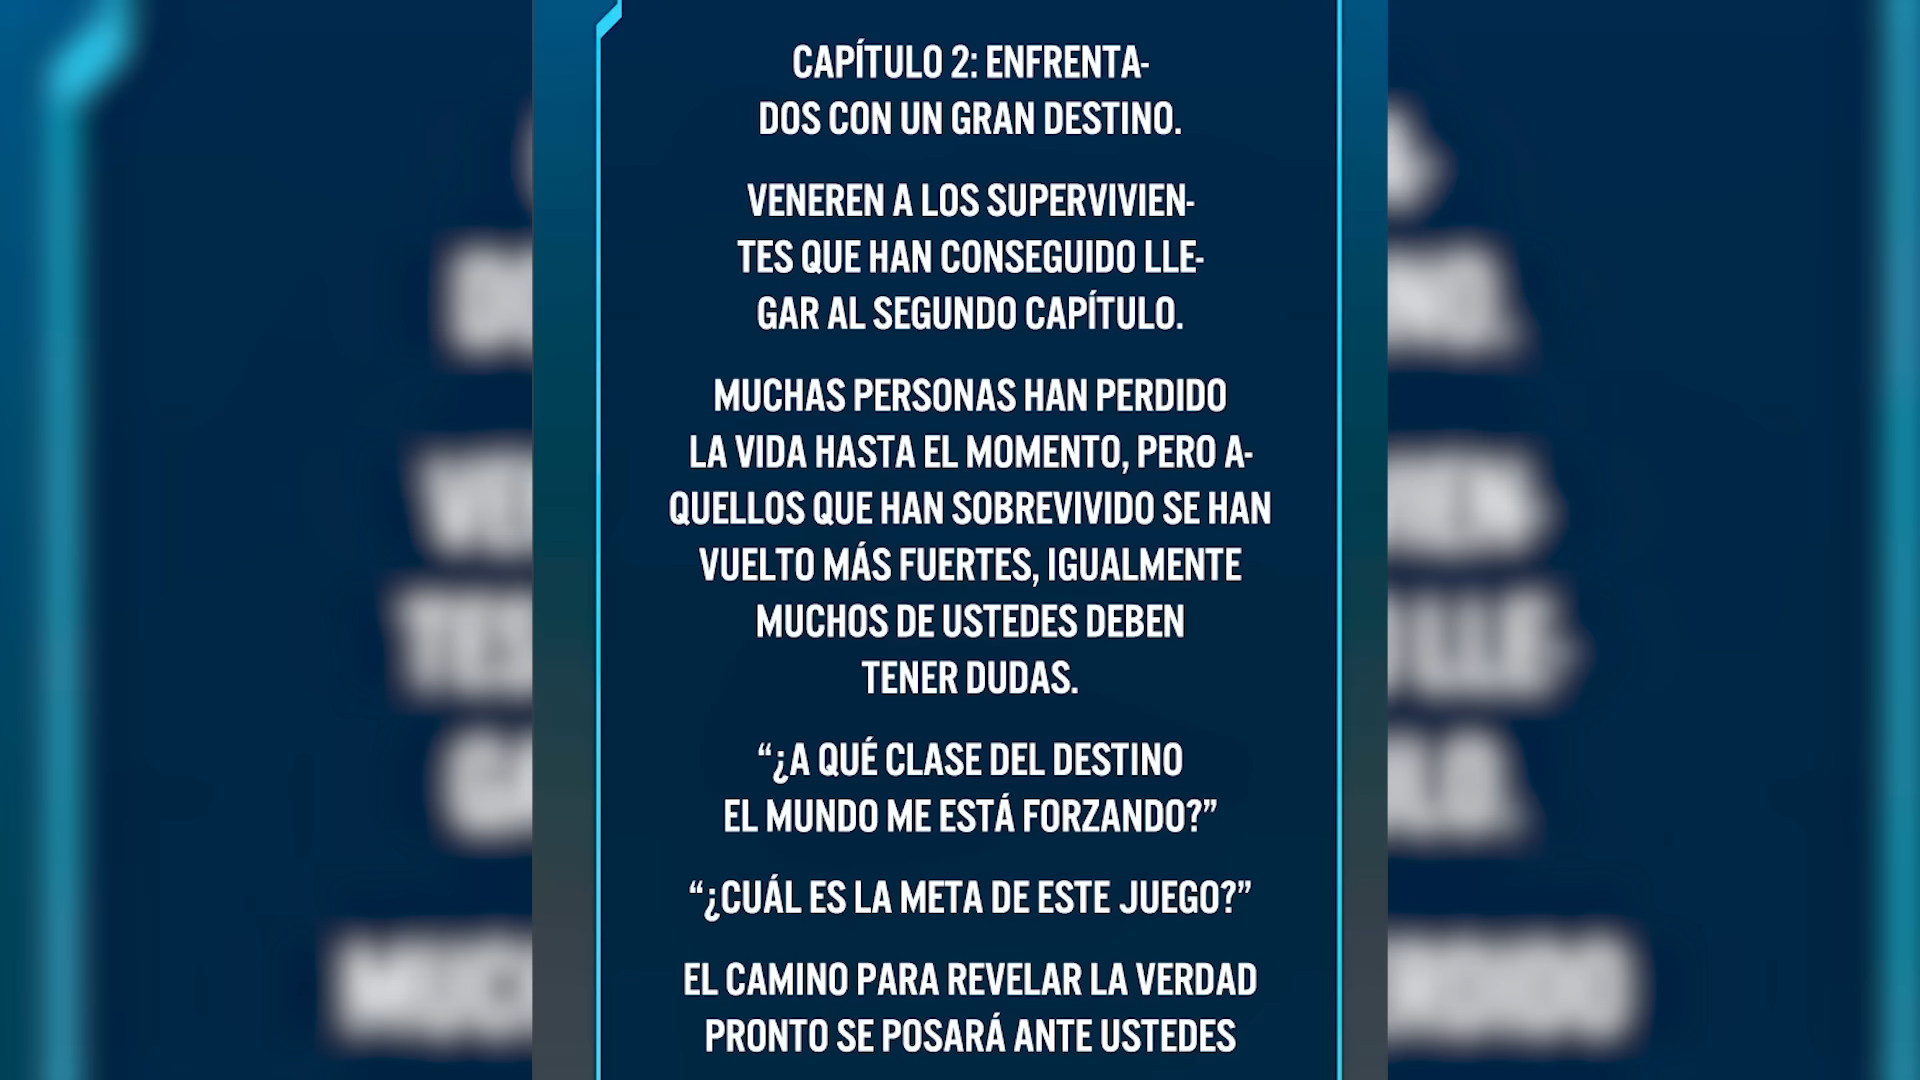 CAPÍTULO 2: ENFRENTA-
DOS CON UN GRAN DESTINO.
VENEREN A LOS SUPERVIVIEN-
TES QUE HAN CONSEGUIDO LLE-
GAR AL SEGUNDO CAPÍTULO.
MUCHAS PERSONAS HAN PERDIDO
LA VIDA HASTA EL MOMENTO, PERO A-
QUELLOS QUE HAN SOBREVIVIDO SE HAN
VUELTO MÁS FUERTES, IGUALMENTE
MUCHOS DE USTEDES DEBEN
TENER DUDAS.
“¿A QUÉ CLASE DEL DESTINO
EL MUNDO ME ESTÁ FORZANDO?”
“¿CUÁL ES LA META DE ESTE JUEGO?”
EL CAMINO PARA REVELAR LA VERDAD
PRONTO SE POSARÁ ANTE USTEDES